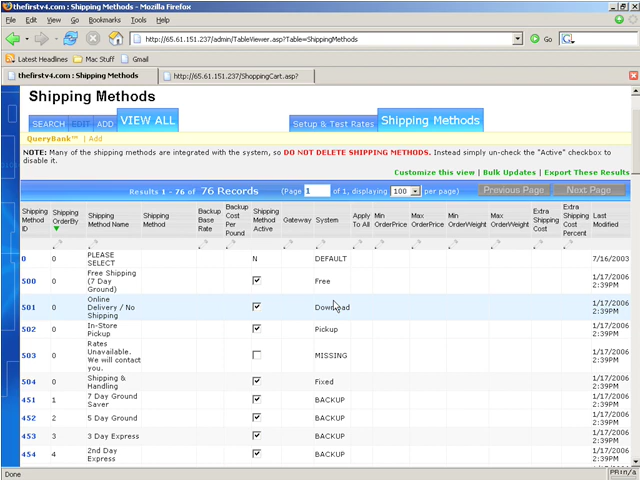 thefirstv4.com : Shipping Methods - Mozilla Firefox
File Edit View Go Bookmarks Tools Help
http://65.61.151.237/admin/TableViewer.asp?Table=ShippingMethods
Go
Latest Headlines Mac Stuff Gmail
thefirstv4.com : Shipping Methods
http://65.61.151.237/ShoppingCart.asp?
Shipping Methods
SEARCH EDIT ADD VIEW ALL Setup & Test Rates Shipping Methods
QueryBank™ | Add
NOTE: Many of the shipping methods are integrated with the system, so DO NOT DELETE SHIPPING METHODS. Instead simply un-check the "Active" checkbox to
disable it.
Customize this view | Bulk Updates | Export These Results
Results 1 - 76 of 76 Records (Page 1 of 1, displaying 100 per page) Previous Page Next Page
Shipping Method ID Shipping OrderBy Shipping Method Name Shipping Method Backup Base Rate Backup Cost Per Pound Shipping Method Active Gateway System Apply To All Min OrderPrice Max OrderPrice Min OrderWeight Max OrderWeight Extra Shipping Cost Extra Shipping Cost Percent Last Modified
0 0 PLEASE SELECT N DEFAULT 7/16/2003
500 0 Free Shipping (7 Day Ground) Free 1/17/2006 2:39PM
501 0 Online Delivery / No Shipping Download 1/17/2006 2:39PM
502 0 In-Store Pickup Pickup 1/17/2006 2:39PM
503 0 Rates Unavailable. We will contact you. MISSING 1/17/2006 2:39PM
504 0 Shipping & Handling Fixed 1/17/2006 2:39PM
451 1 7 Day Ground Saver BACKUP 1/17/2006 2:39PM
452 2 5 Day Ground BACKUP 1/17/2006 2:39PM
453 3 3 Day Express BACKUP 1/17/2006 2:39PM
454 4 2nd Day Express BACKUP 1/17/2006 2:39PM
Done